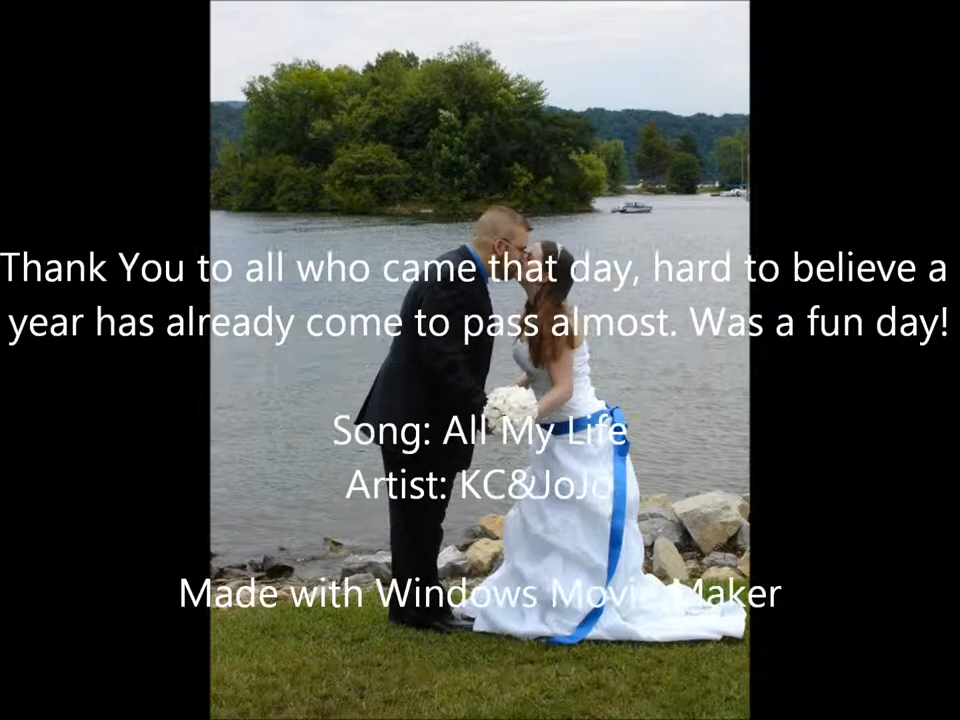 Thank You to all who came that day, hard to believe a
year has already come to pass almost. Was a fun day!
Song: All My Life
Artist: KC&JoJo
Made with Windows Movie Maker